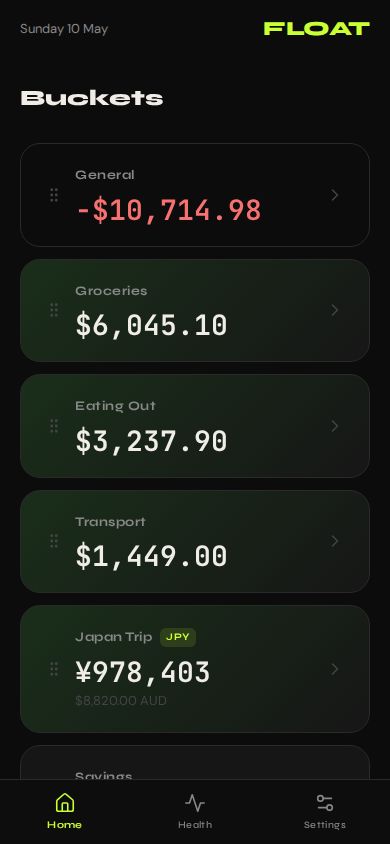 Sunday 10 May
FLOAT
Buckets
General
-$10,714.98
Groceries
$6,045.10
Eating Out
$3,237.90
Transport
$1,449.00
Japan Trip JPY
¥978,403
$8,820.00 AUD
Savings
Home
Health
Settings